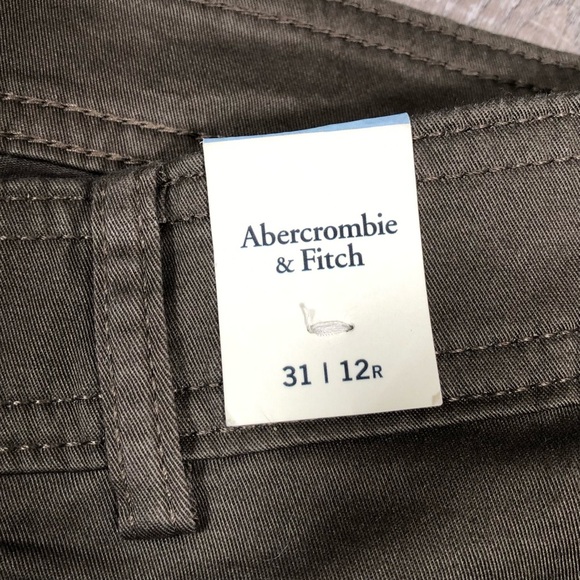 Abercrombie
& Fitch
31 | 12R